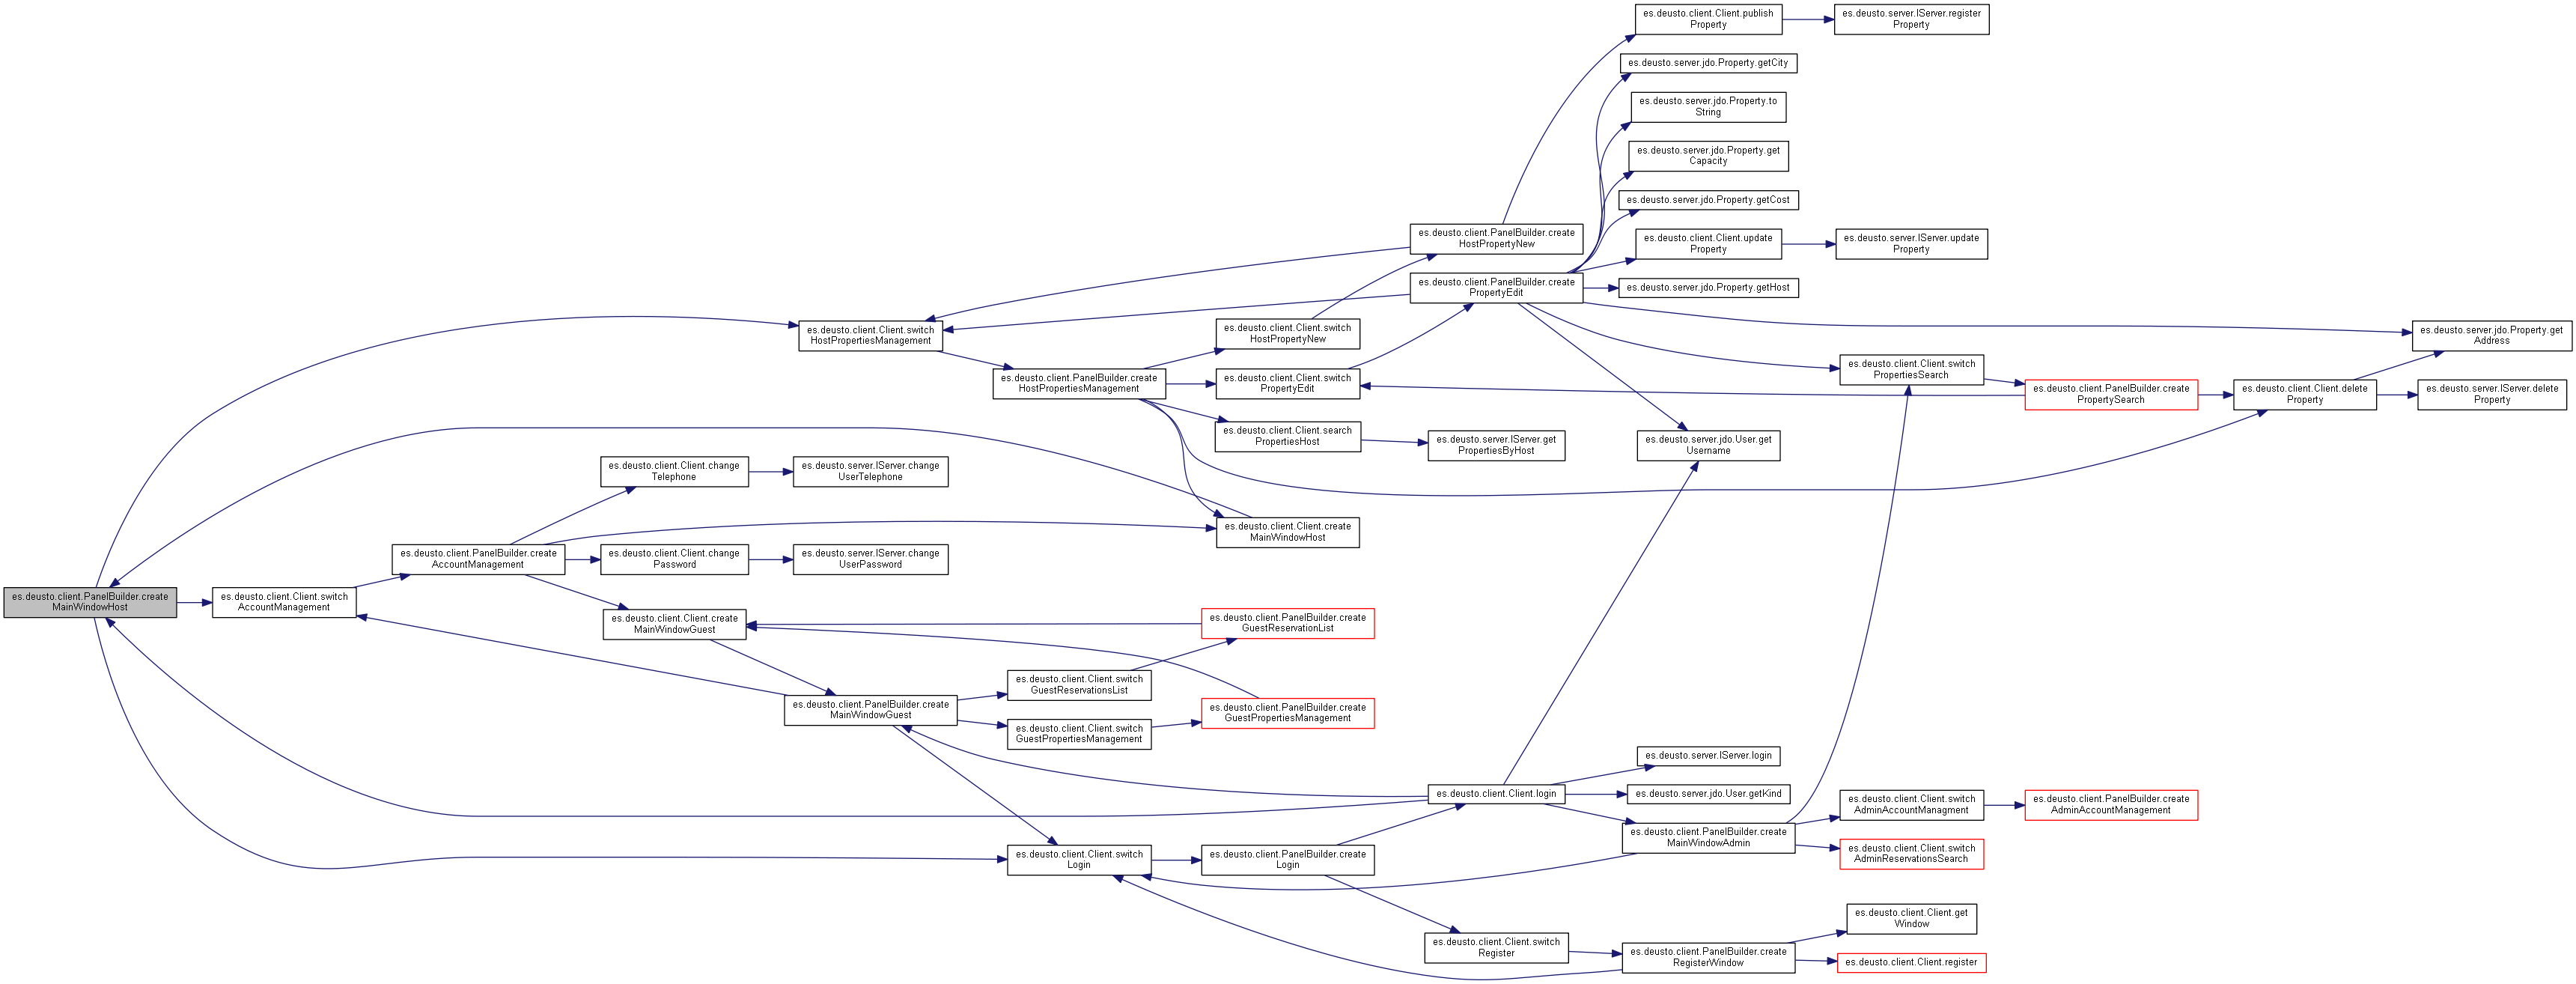 es.deusto.client.Client.publish
Property
es.deusto.server.IServer.register
Property
es.deusto.server.jdo.Property.getCity
es.deusto.server.jdo.Property.to
String
es.deusto.server.jdo.Property.get
Capacity
es.deusto.server.jdo.Property.getCost
es.deusto.client.PanelBuilder.create
HostPropertyNew
es.deusto.client.Client.update
Property
es.deusto.server.IServer.update
Property
es.deusto.client.PanelBuilder.create
PropertyEdit
es.deusto.server.jdo.Property.getHost
es.deusto.client.Client.switch
HostPropertiesManagement
es.deusto.client.Client.switch
HostPropertyNew
es.deusto.server.jdo.Property.get
Address
es.deusto.client.PanelBuilder.create
HostPropertiesManagement
es.deusto.client.Client.switch
PropertyEdit
es.deusto.client.Client.switch
PropertiesSearch
es.deusto.client.PanelBuilder.create
PropertySearch
es.deusto.client.Client.delete
Property
es.deusto.server.IServer.delete
Property
es.deusto.client.Client.search
PropertiesHost
es.deusto.server.IServer.get
PropertiesByHost
es.deusto.server.jdo.User.get
Username
es.deusto.client.Client.change
Telephone
es.deusto.server.IServer.change
UserTelephone
es.deusto.client.Client.create
MainWindowHost
es.deusto.client.PanelBuilder.create
AccountManagement
es.deusto.client.Client.change
Password
es.deusto.server.IServer.change
UserPassword
es.deusto.client.PanelBuilder.create
MainWindowHost
es.deusto.client.Client.switch
AccountManagement
es.deusto.client.Client.create
MainWindowGuest
es.deusto.client.PanelBuilder.create
GuestReservationList
es.deusto.client.Client.switch
GuestReservationsList
es.deusto.client.PanelBuilder.create
MainWindowGuest
es.deusto.client.Client.switch
GuestPropertiesManagement
es.deusto.client.PanelBuilder.create
GuestPropertiesManagement
es.deusto.server.IServer.login
es.deusto.client.Client.login
es.deusto.server.jdo.User.getKind
es.deusto.client.PanelBuilder.create
MainWindowAdmin
es.deusto.client.Client.switch
AdminAccountManagment
es.deusto.client.PanelBuilder.create
AdminAccountManagement
es.deusto.client.Client.switch
AdminReservationsSearch
es.deusto.client.Client.switch
Login
es.deusto.client.PanelBuilder.create
Login
es.deusto.client.Client.get
Window
es.deusto.client.Client.switch
Register
es.deusto.client.PanelBuilder.create
RegisterWindow
es.deusto.client.Client.register